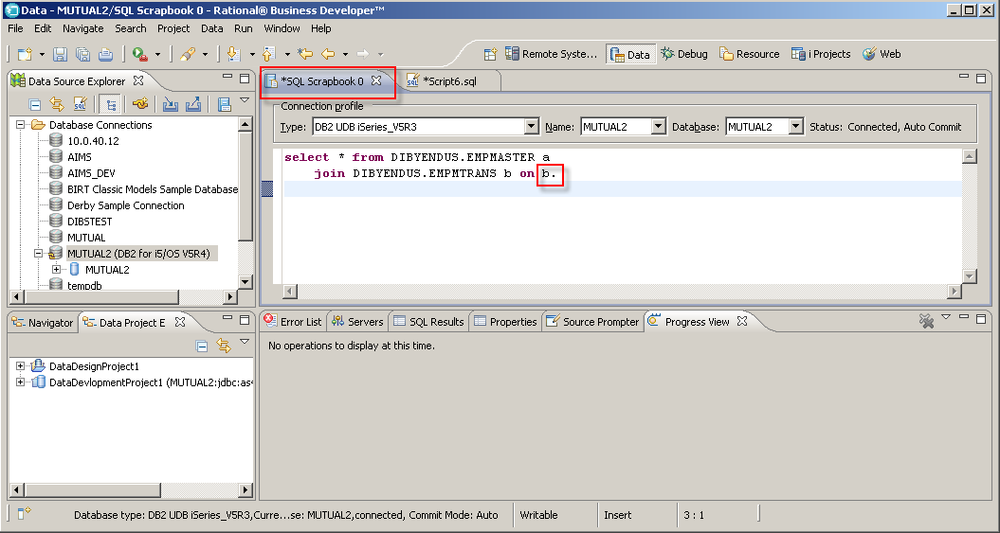 Data - MUTUAL2/SQL Scrapbook 0 - Rational® Business Developer™
File Edit Navigate Search Project Data Run Window Help
Remote Syste... Data Debug Resource i Projects Web
Data Source Explorer
Database Connections
10.0.40.12
AIMS
AIMS_DEV
BIRT Classic Models Sample Database
Derby Sample Connection
DIBSTEST
MUTUAL
MUTUAL2 (DB2 for i5/OS V5R4)
MUTUAL2
tempdb
*SQL Scrapbook 0 *Script6.sql
Connection profile
Type: DB2 UDB iSeries_V5R3 Name: MUTUAL2 Database: MUTUAL2 Status: Connected, Auto Commit
select * from DIBYENDUS.EMPMASTER a
join DIBYENDUS.EMPMTRANS b on b.
Navigator Data Project E
DataDesignProject1
DataDevlopmentProject1 (MUTUAL2:jdbc:as4
Error List Servers SQL Results Properties Source Prompter Progress View
No operations to display at this time.
Database type: DB2 UDB iSeries_V5R3,Curre...se: MUTUAL2,connected, Commit Mode: Auto Writable Insert 3 : 1